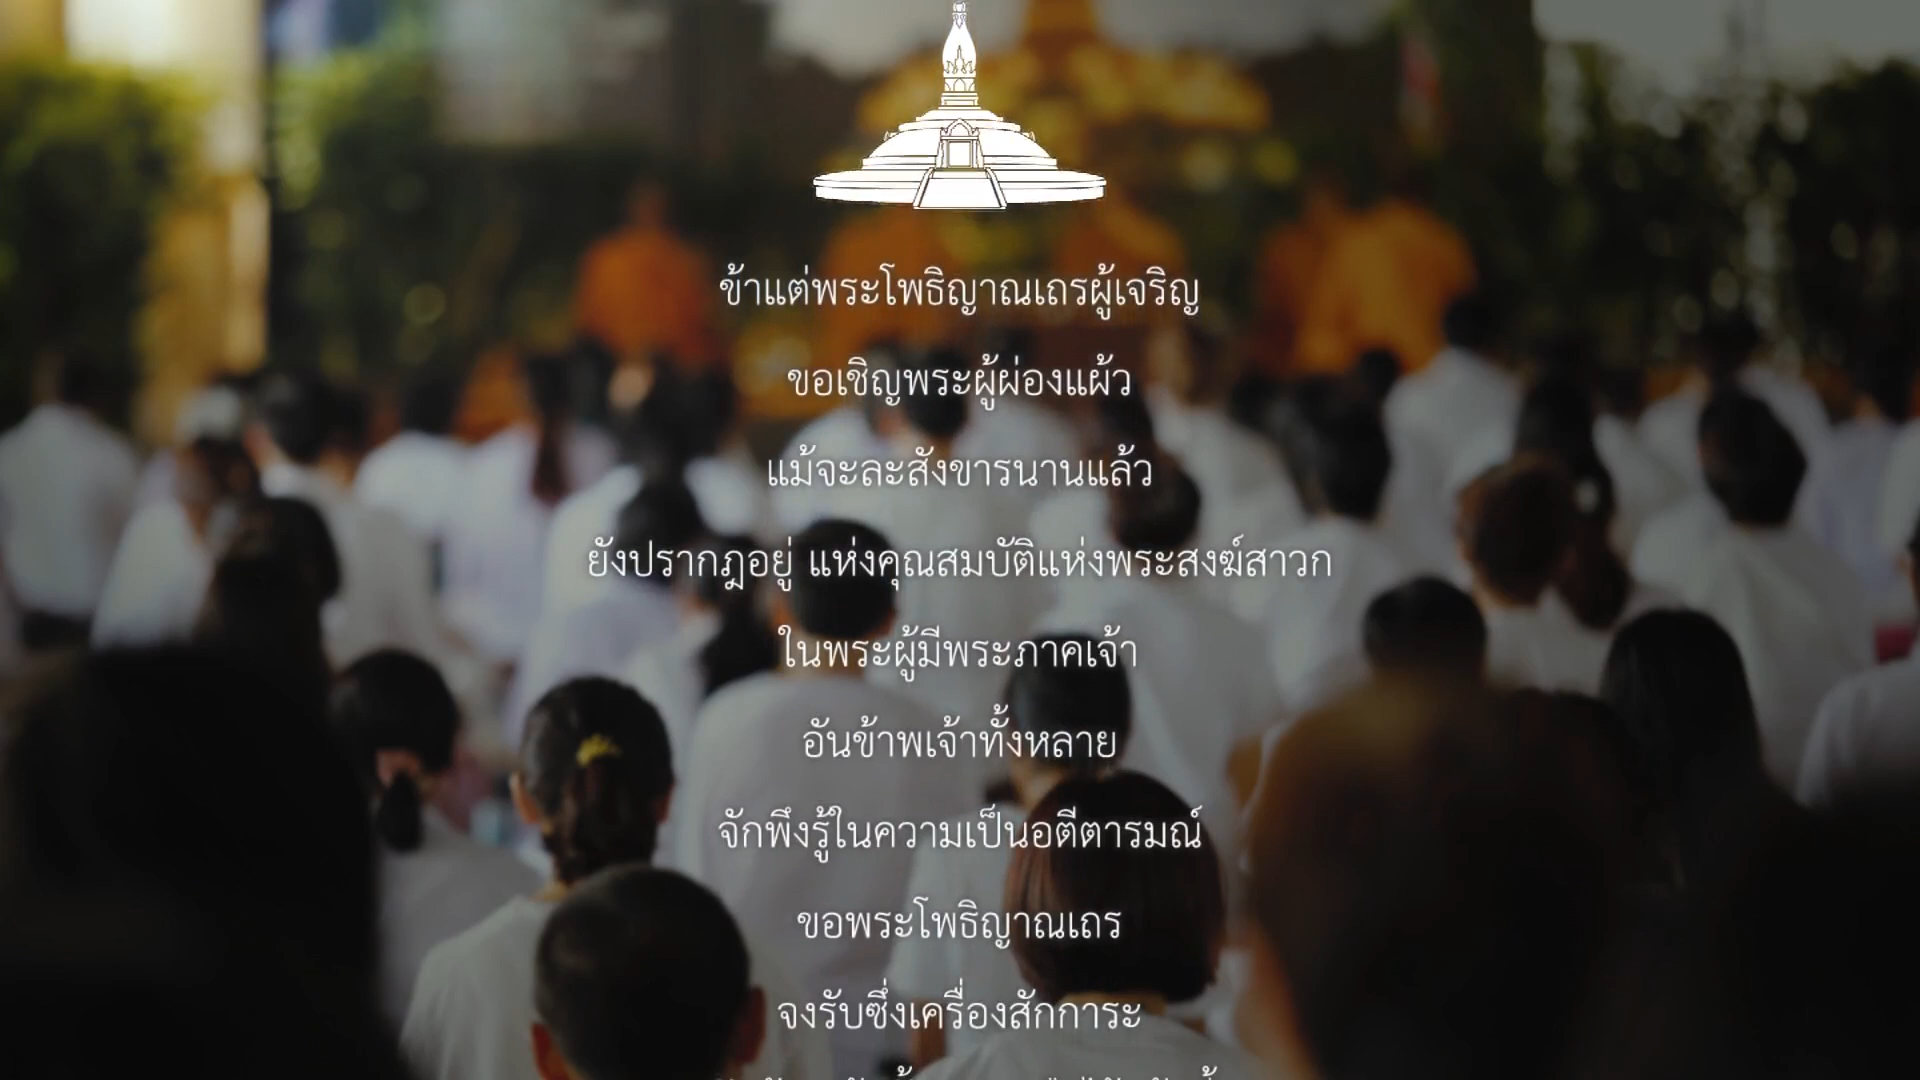 ข้าแต่พระโพธิญาณเถรผู้เจริญ
ขอเชิญพระผู้ผ่องแผ้ว
แม้จะละสังขารนานแล้ว
ยังปรากฎอยู่ แห่งคุณสมบัติแห่งพระสงฆ์สาวก
ในพระผู้มีพระภาคเจ้า
อันข้าพเจ้าทั้งหลาย
จักพึงรู้ในความเป็นอตีตารมณ์
ขอพระโพธิญาณเถร
จงรับซึ่งเครื่องสักการะ